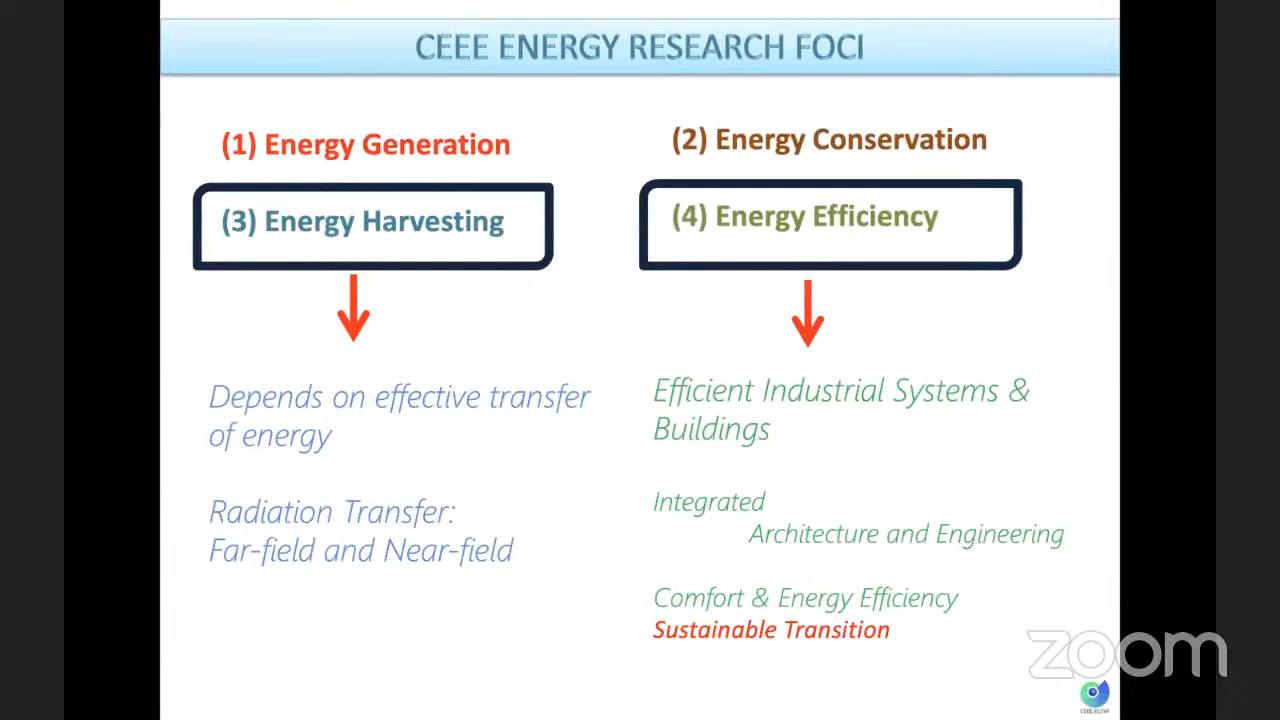 CEEE ENERGY RESEARCH FOCI
(1) Energy Generation
(2) Energy Conservation
(3) Energy Harvesting
(4) Energy Efficiency
Depends on effective transfer
of energy
Radiation Transfer:
Far-field and Near-field
Efficient Industrial Systems &
Buildings
Integrated
Architecture and Engineering
Comfort & Energy Efficiency
Sustainable Transition
zoom